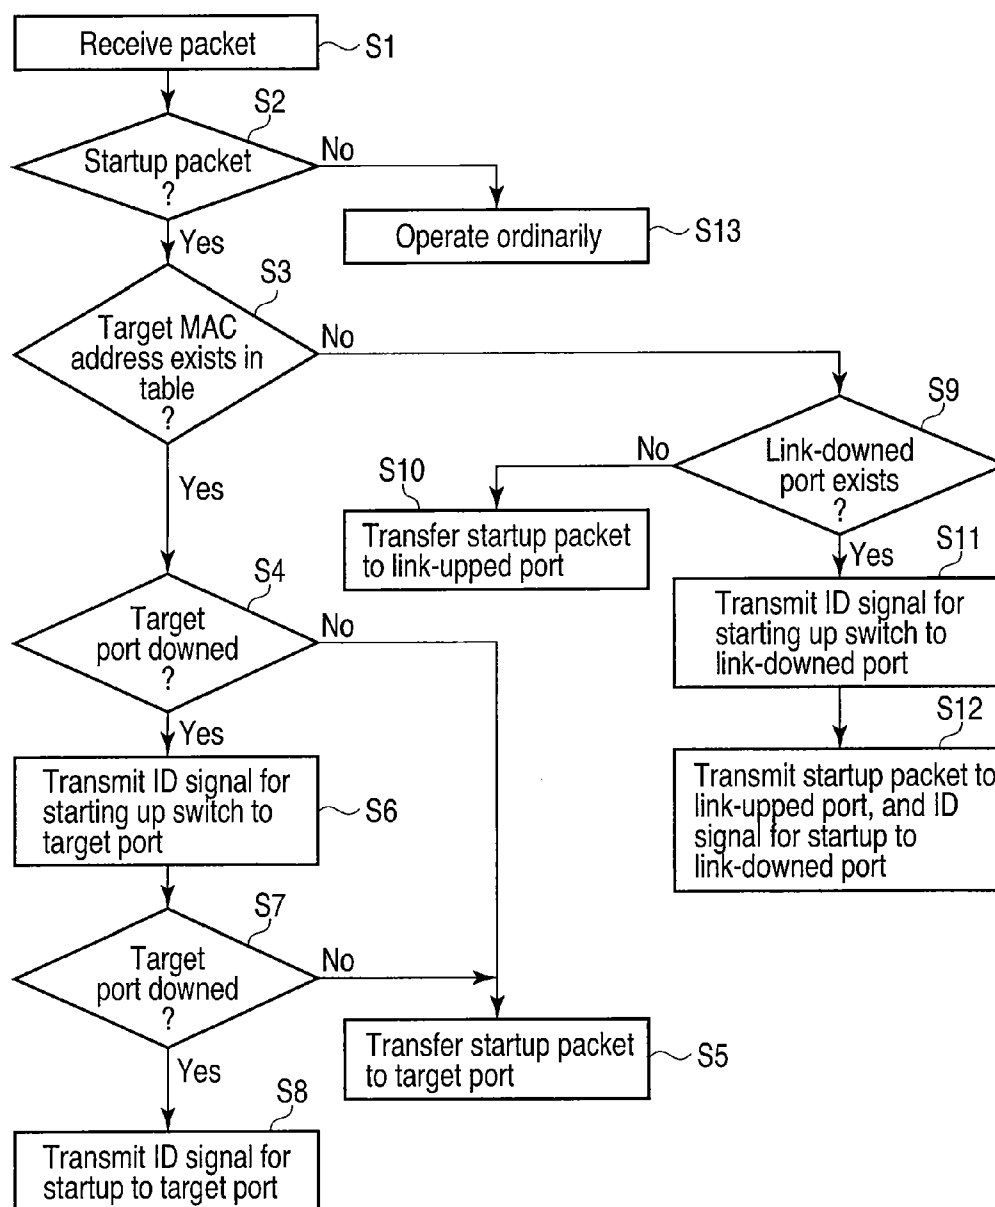 Receive packet
S1
S2
Startup packet
?
No
Yes
Operate ordinarily
S13
S3
Target MAC
address exists in
table
?
No
Yes
S9
Link-downed
port exists
?
No
Yes
S10
Transfer startup packet
to link-upped port
S11
Transmit ID signal for
starting up switch to
link-downed port
S12
Transmit startup packet to
link-upped port, and ID
signal for startup to
link-downed port
S4
Target
port downed
?
No
Yes
Transmit ID signal for
starting up switch to
target port
S6
S7
Target
port downed
?
No
Yes
Transfer startup packet
to target port
S5
S8
Transmit ID signal for
startup to target port